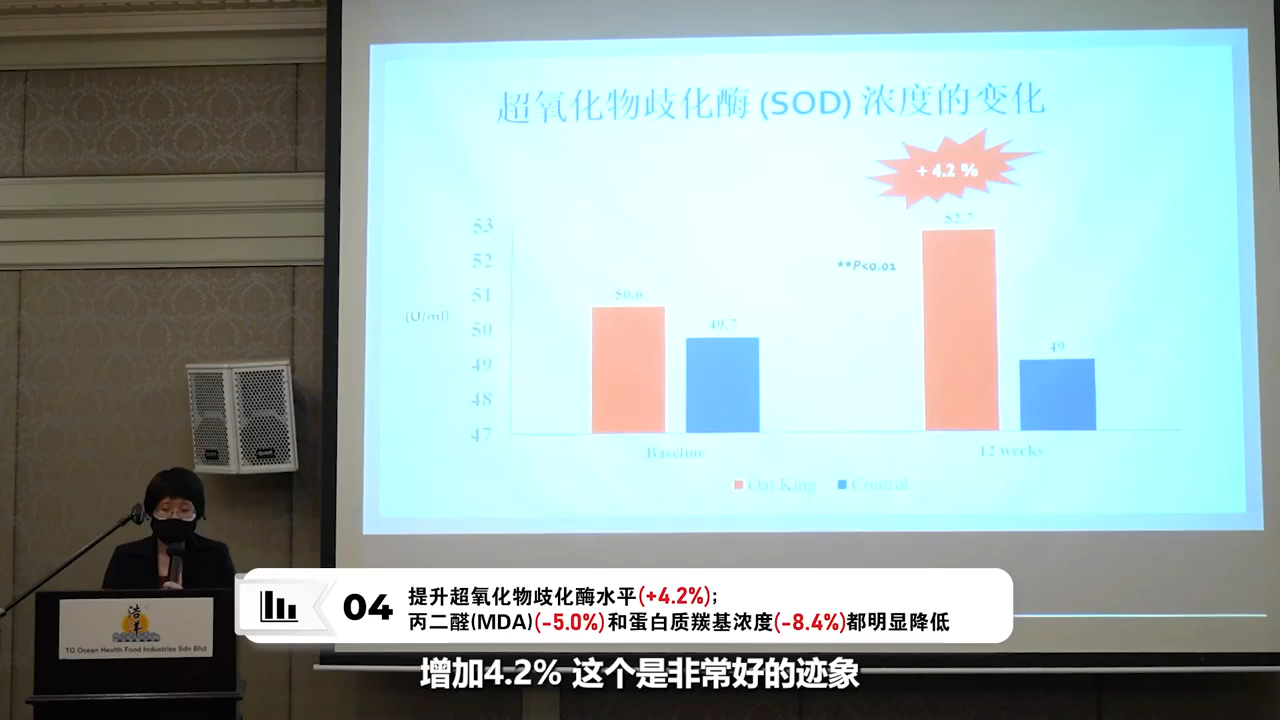 超氧化物歧化酶 (SOD) 浓度的变化
+ 4.2 %
53
52.7
52
**P<0.01
51
50.6
(U/ml)
50
49.7
49
49
48
47
Baseline
12 weeks
Oat King
Control
浩羊
TG Ocean Health Food Industries Sdn Bhd
04
提升超氧化物歧化酶水平(+4.2%);
丙二醛(MDA)(-5.0%)和蛋白质羰基浓度(-8.4%)都明显降低
增加4.2% 这个是非常好的迹象